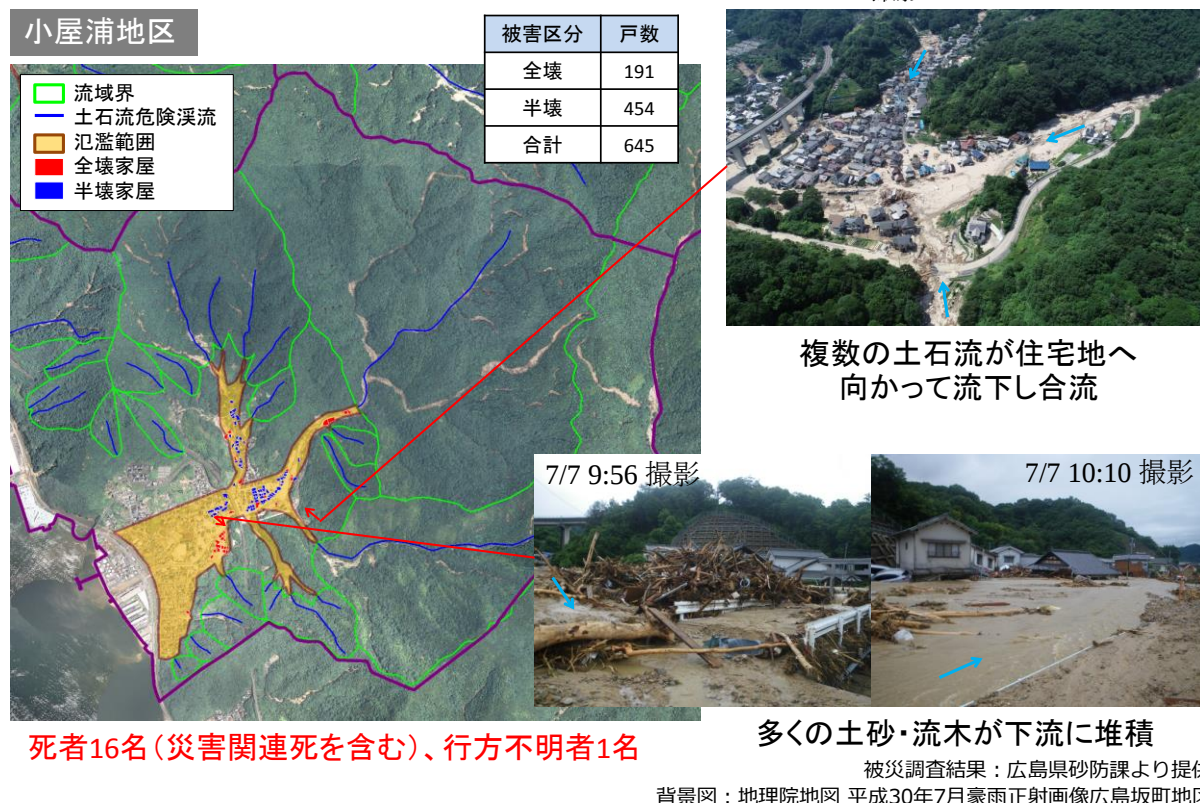 小屋浦地区
被害区分 戸数
全壊 191
半壊 454
合計 645
流域界
土石流危険渓流
氾濫範囲
全壊家屋
半壊家屋
複数の土石流が住宅地へ
向かって流下し合流
7/7 9:56 撮影
7/7 10:10 撮影
多くの土砂・流木が下流に堆積
死者16名（災害関連死を含む）、行方不明者1名
被災調査結果：広島県砂防課より提供
背景図：地理院地図 平成30年7月豪雨正射画像広島坂町地区